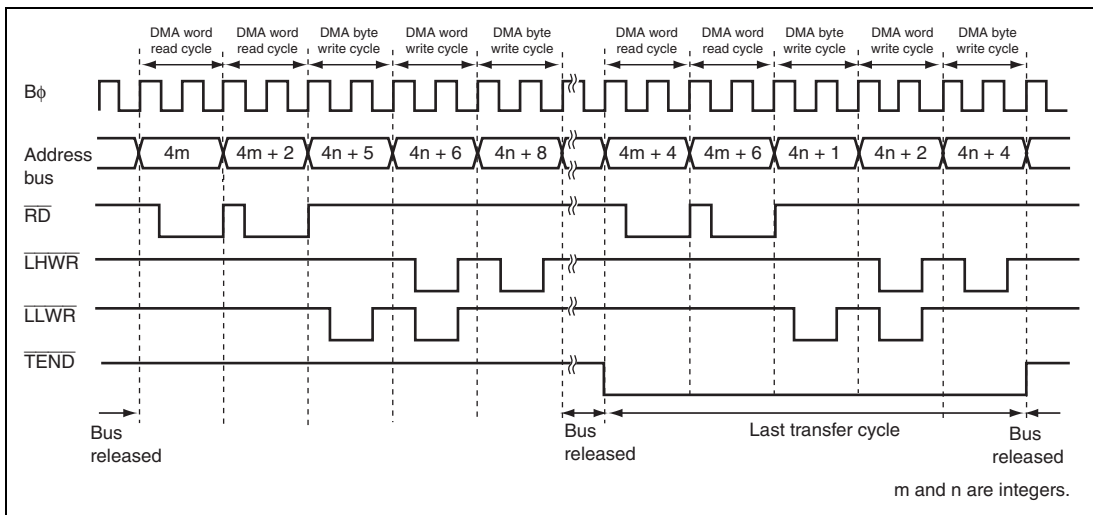 DMA word read cycle
DMA word read cycle
DMA byte write cycle
DMA word write cycle
DMA byte write cycle
DMA word read cycle
DMA word read cycle
DMA byte write cycle
DMA word write cycle
DMA byte write cycle
Bϕ
Address bus
4m
4m + 2
4n + 5
4n + 6
4n + 8
4m + 4
4m + 6
4n + 1
4n + 2
4n + 4
RD
LHWR
LLWR
TEND
Bus released
Bus released
Last transfer cycle
Bus released
m and n are integers.